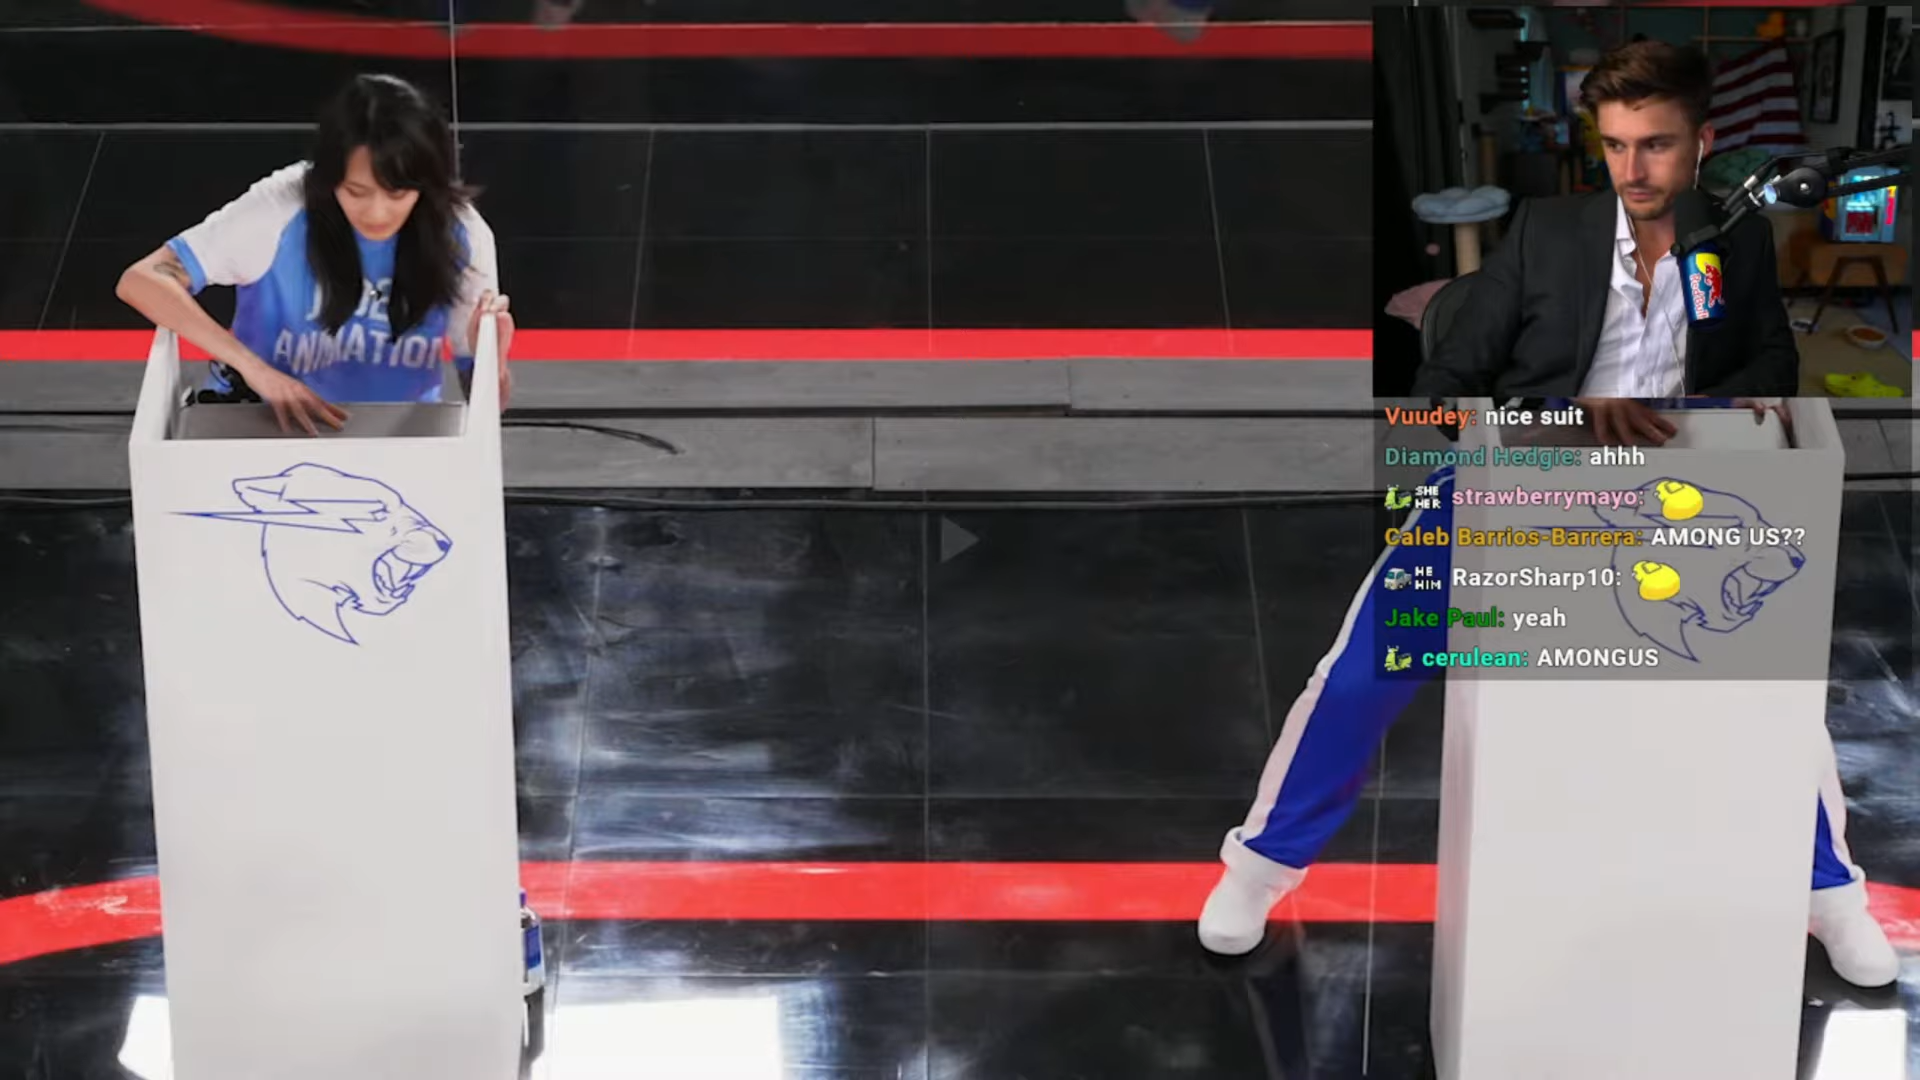 ANIMATION
RedBull
Vuudey: nice suit
Diamond Hedgie: ahhh
SHE HER strawberrymayo:
Caleb Barrios-Barrera: AMONG US??
HE HIM RazorSharp10:
Jake Paul: yeah
cerulean: AMONGUS